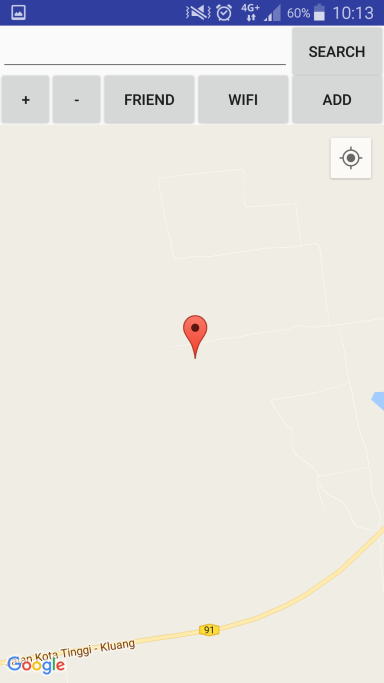 4G+ 60% 10:13
SEARCH
+ - FRIEND WIFI ADD
91
Kota Tinggi - Kluang
Google